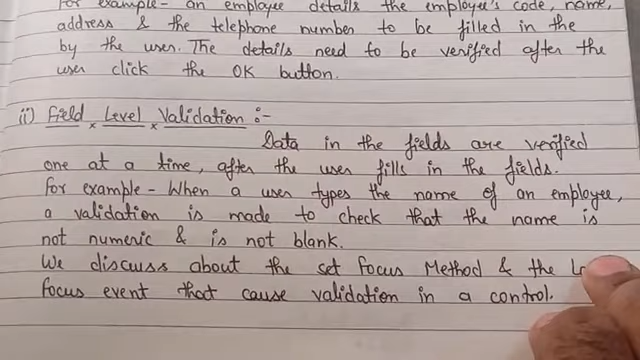 For example - an employee details the employee's code, name,
address & the telephone number to be filled in the
by the user. The details need to be verified after the
user click the OK button.
ii) Field x Level x Validation :-
Data in the fields are verified
one at a time, after the user fills in the fields.
for example - When a user types the name of an employee,
a validation is made to check that the name is
not numeric & is not blank.
We discuss about the set focus Method & the
focus event that cause validation in a control.